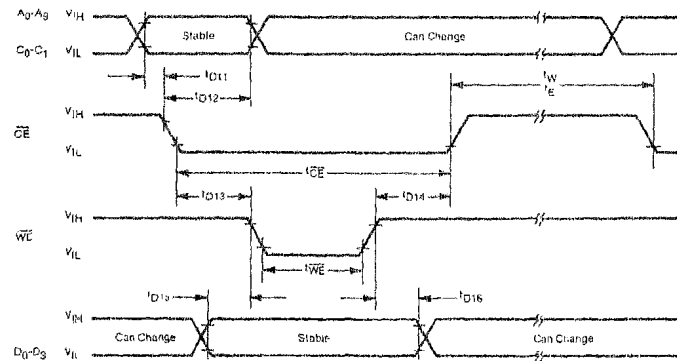 A0-A9 VIH
C0-C1 VIL
Stable
Can Change
tD11
tD12
tW
tE
VIH
CE
VIL
tCE
tD13
tD14
VIH
WE
VIL
tWE
tD15
tD16
VIH
Can Change
Stable
Can Change
D0-D3 VIL